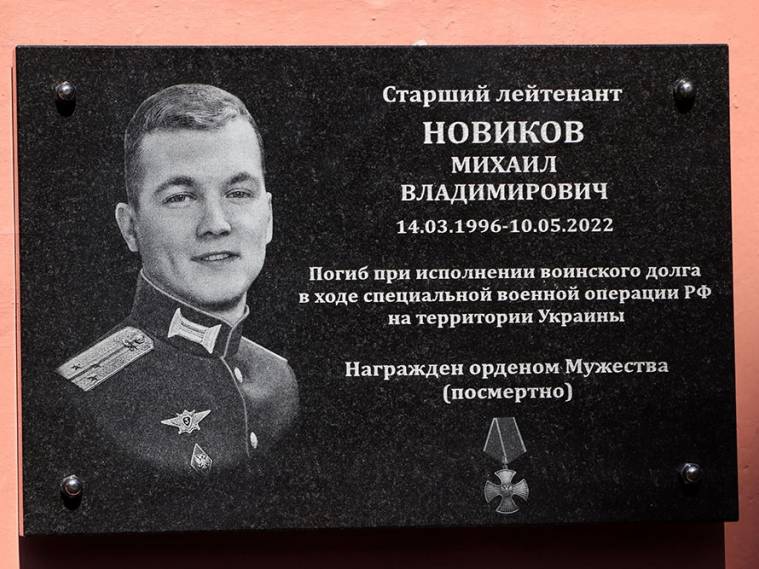 Старший лейтенант
НОВИКОВ
МИХАИЛ
ВЛАДИМИРОВИЧ
14.03.1996-10.05.2022
Погиб при исполнении воинского долга
в ходе специальной военной операции РФ
на территории Украины
Награжден орденом Мужества
(посмертно)